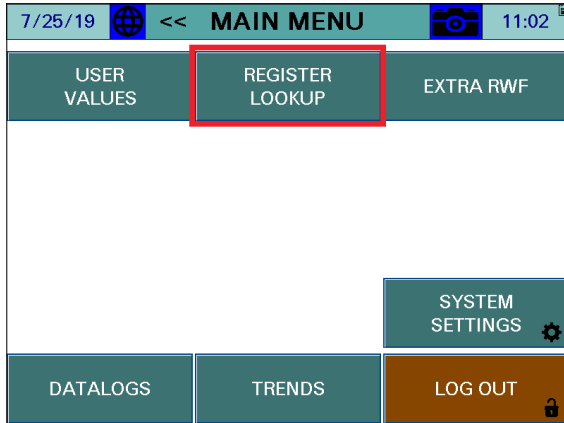 7/25/19 << MAIN MENU 11:02
USER
VALUES
REGISTER
LOOKUP
EXTRA RWF
SYSTEM
SETTINGS
DATALOGS
TRENDS
LOG OUT